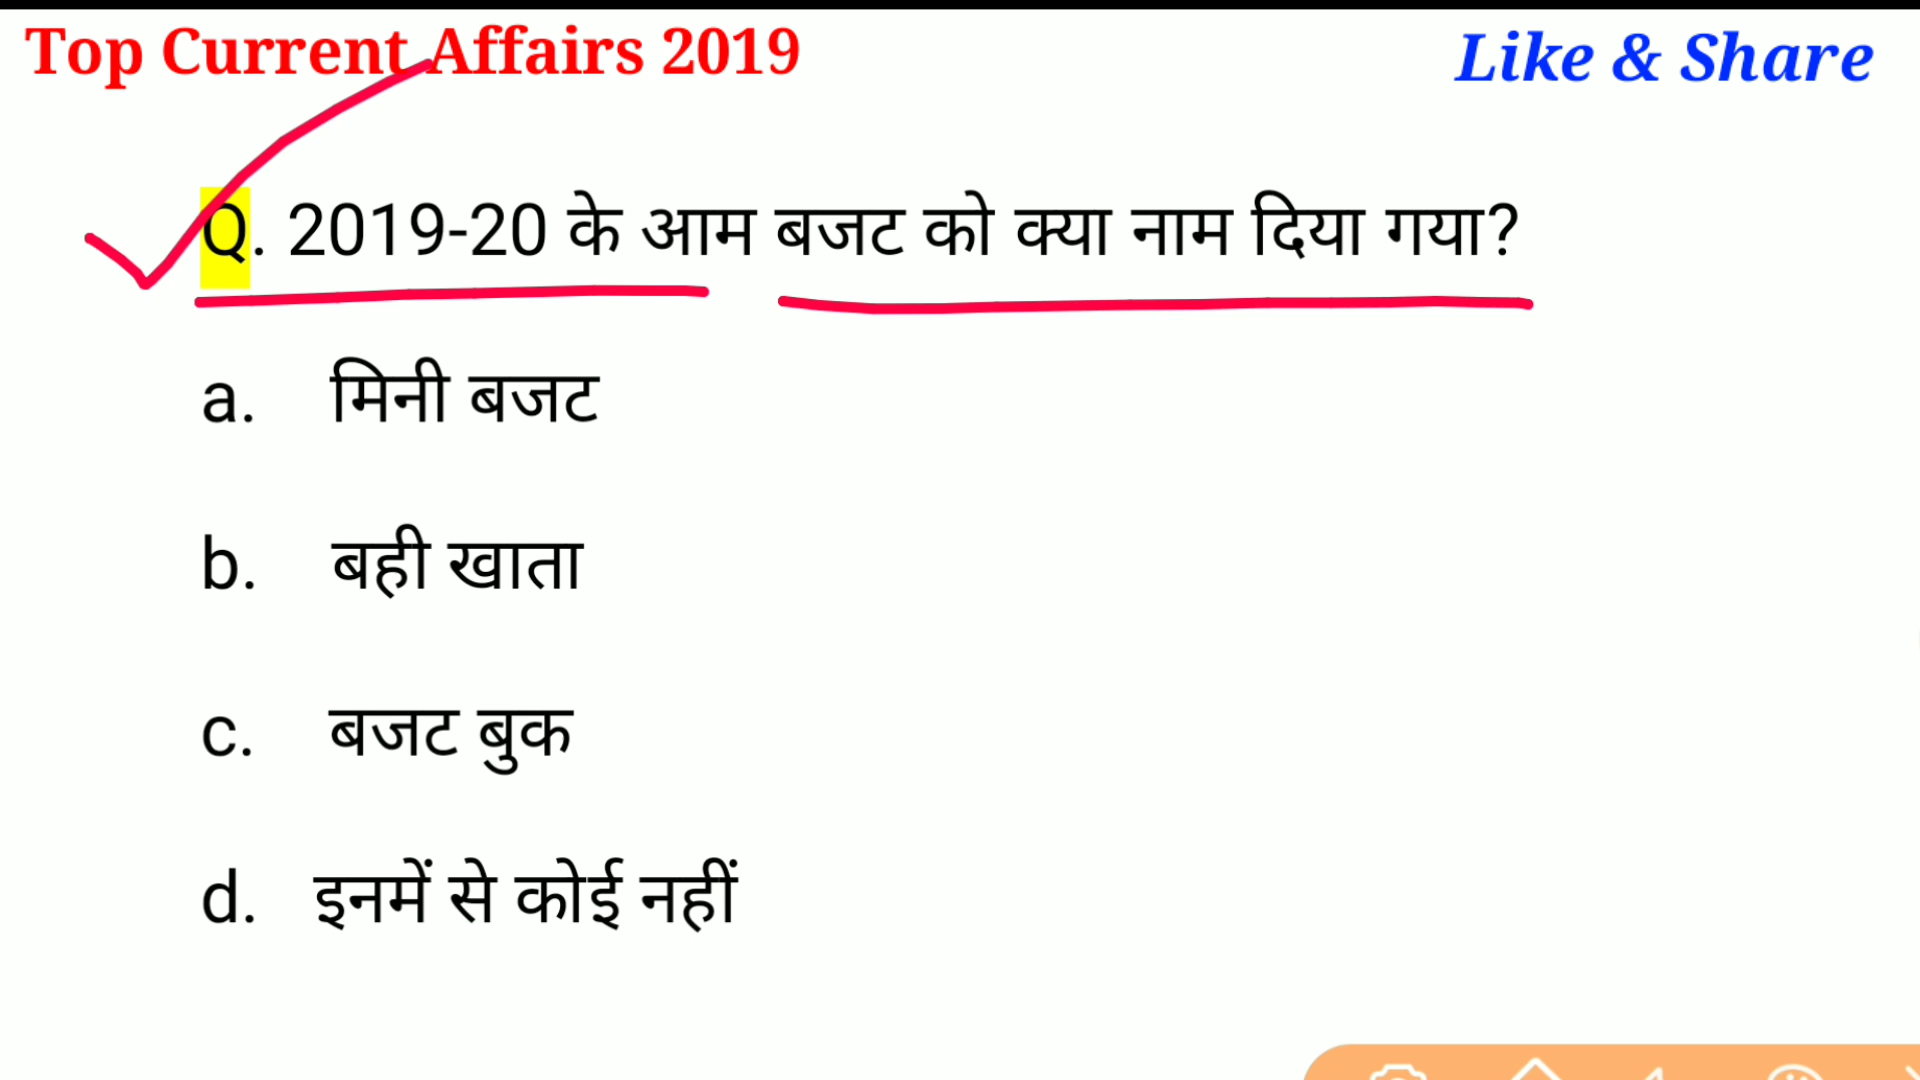 Top Current Affairs 2019
Like & Share
Q. 2019-20 के आम बजट को क्या नाम दिया गया?
a. मिनी बजट
b. बही खाता
c. बजट बुक
d. इनमें से कोई नहीं